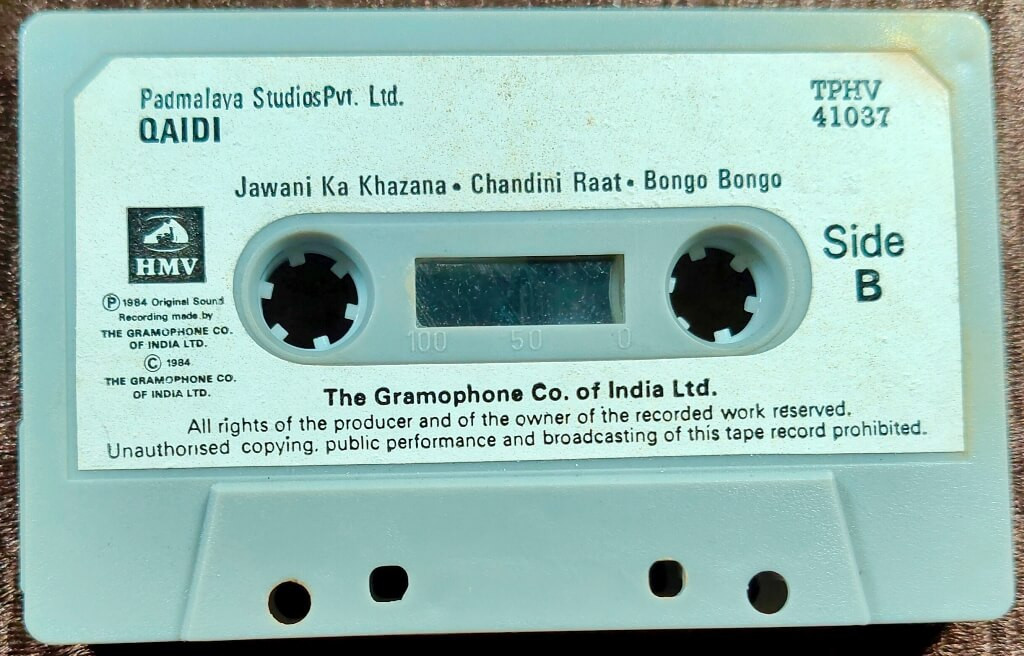 Padmalaya Studios Pvt. Ltd.
QAIDI
TPHV
41037
Jawani Ka Khazana • Chandini Raat • Bongo Bongo
HMV
Side
B
Ⓟ 1984 Original Sound
Recording made by
THE GRAMOPHONE CO.
OF INDIA LTD.
© 1984
THE GRAMOPHONE CO.
OF INDIA LTD.
100 50 0
The Gramophone Co. of India Ltd.
All rights of the producer and of the owner of the recorded work reserved.
Unauthorised copying. public performance and broadcasting of this tape record prohibited.